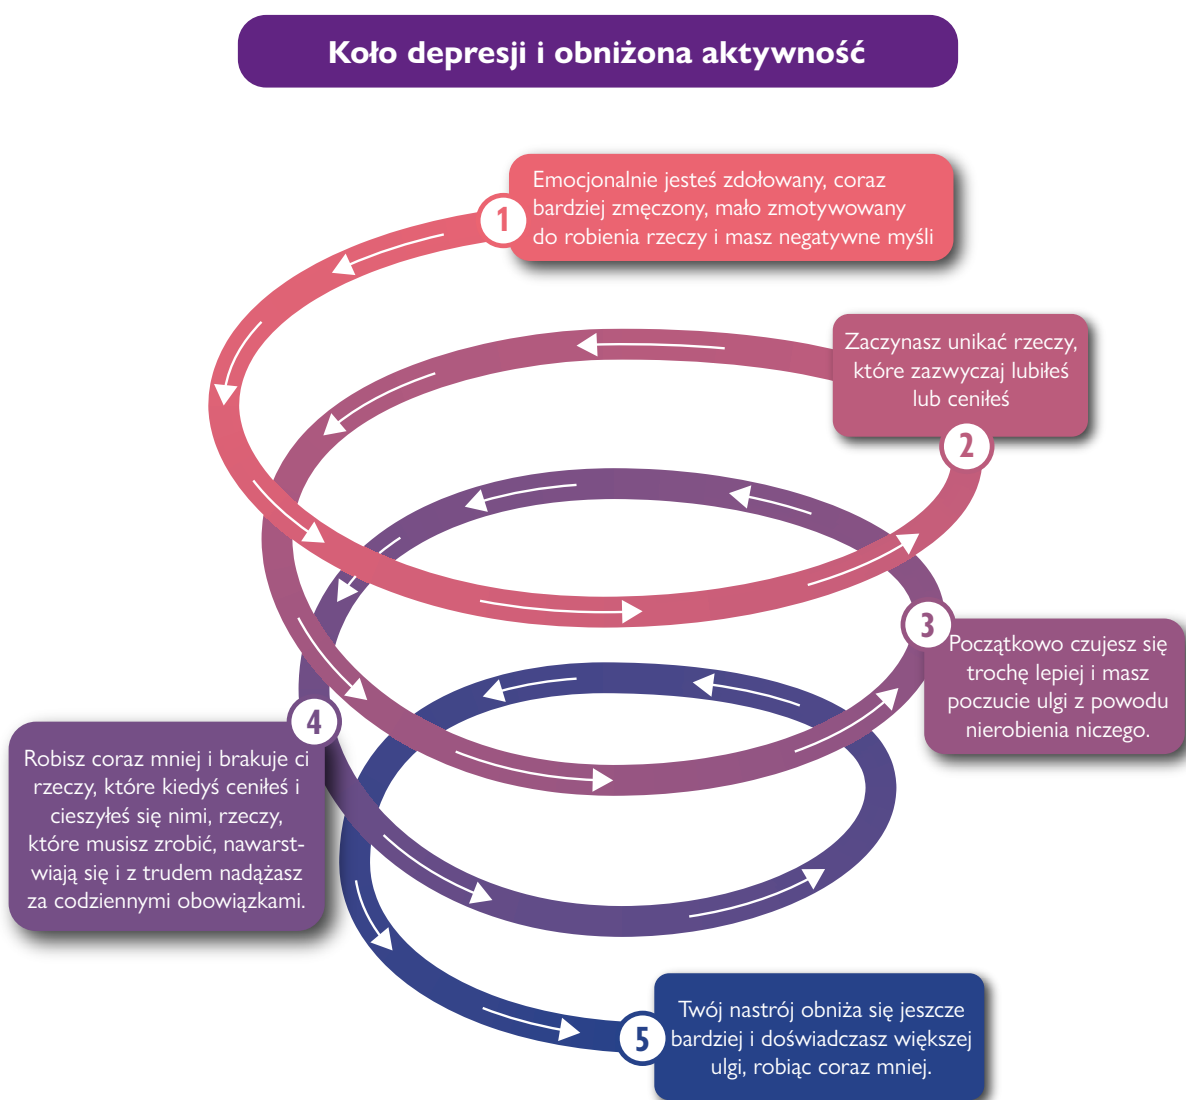 Koło depresji i obniżona aktywność
1
Emocjonalnie jesteś zdołowany, coraz
bardziej zmęczony, mało zmotywowany
do robienia rzeczy i masz negatywne myśli
Zaczynasz unikać rzeczy,
które zazwyczaj lubiłeś
lub ceniłeś
2
3
Początkowo czujesz się
trochę lepiej i masz
poczucie ulgi z powodu
nierobienia niczego.
4
Robisz coraz mniej i brakuje ci
rzeczy, które kiedyś ceniłeś i
cieszyłeś się nimi, rzeczy,
które musisz zrobić, nawarst-
wiają się i z trudem nadążasz
za codziennymi obowiązkami.
5
Twój nastrój obniża się jeszcze
bardziej i doświadczasz większej
ulgi, robiąc coraz mniej.